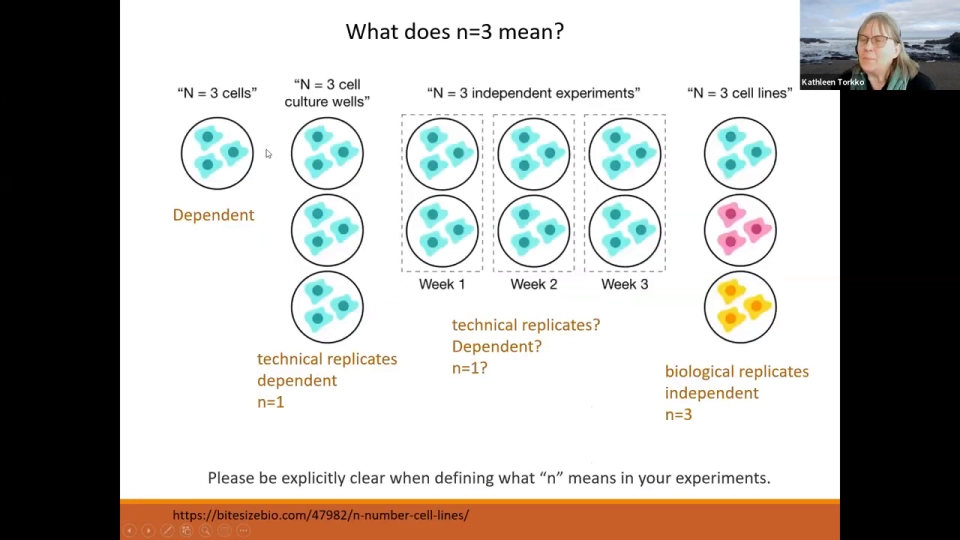 What does n=3 mean?
Kathleen Torkko
“N = 3 cells”
“N = 3 cell
culture wells”
“N = 3 independent experiments”
“N = 3 cell lines”
Dependent
Week 1
Week 2
Week 3
technical replicates
dependent
n=1
technical replicates?
Dependent?
n=1?
biological replicates
independent
n=3
Please be explicitly clear when defining what “n” means in your experiments.
https://bitesizebio.com/47982/n-number-cell-lines/